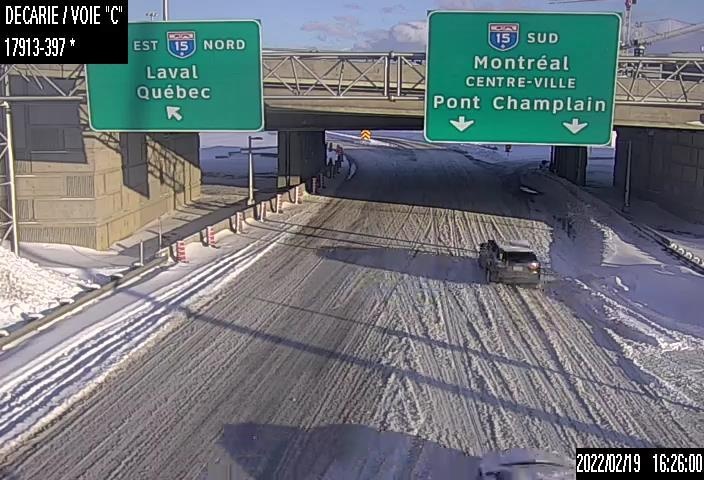 DECARIE / VOIE "C"
17913-397 *
EST 15 NORD
Laval
Québec
15 SUD
Montréal
CENTRE-VILLE
Pont Champlain
2022/02/19 16:26:00